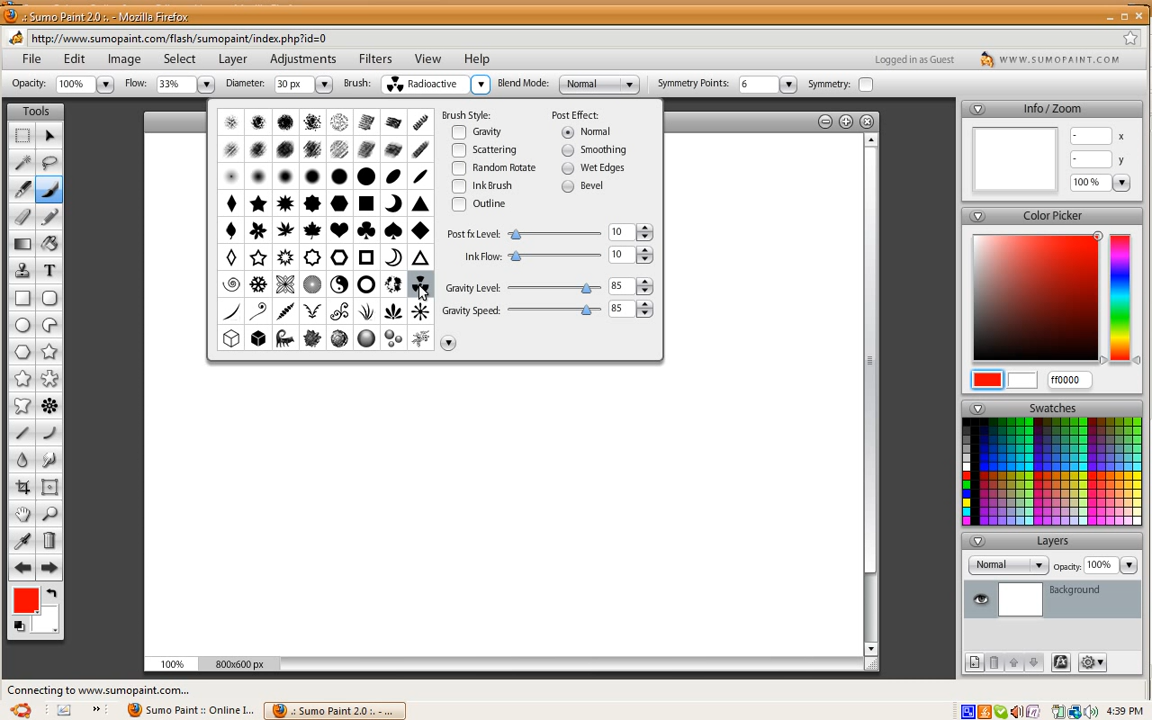 .: Sumo Paint 2.0 :. - Mozilla Firefox
http://www.sumopaint.com/flash/sumopaint/index.php?id=0
File Edit Image Select Layer Adjustments Filters View Help
Logged in as Guest WWW.SUMOPAINT.COM
Opacity: 100% Flow: 33% Diameter: 30 px Brush: Radioactive Blend Mode: Normal Symmetry Points: 6 Symmetry:
Tools
Brush Style:
Gravity
Scattering
Random Rotate
Ink Brush
Outline
Post Effect:
Normal
Smoothing
Wet Edges
Bevel
Post fx Level: 10
Ink Flow: 10
Gravity Level: 85
Gravity Speed: 85
T
Info / Zoom
- x
- y
100 %
Color Picker
ff0000
Swatches
Layers
Normal Opacity: 100%
Background
100% 800x600 px
Connecting to www.sumopaint.com...
Sumo Paint :: Online I...
.: Sumo Paint 2.0 :. - ...
4:39 PM